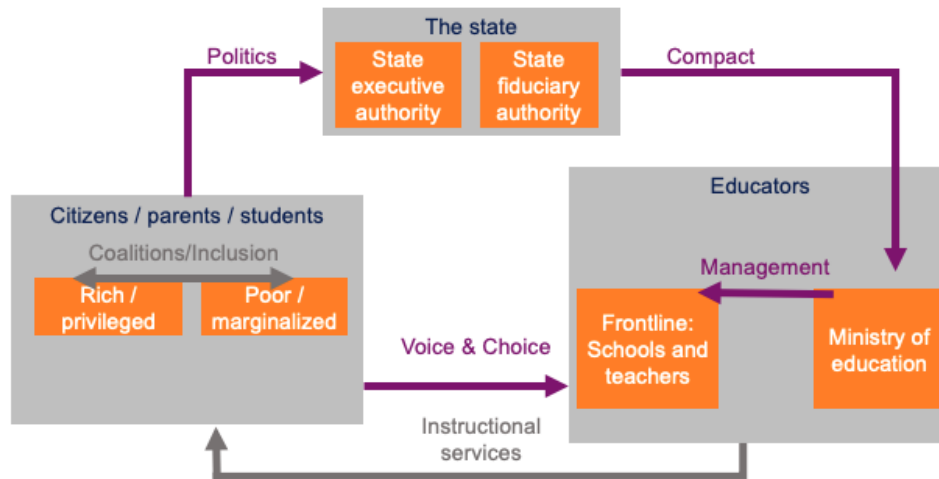 The state
Politics
State
executive
authority
State
fiduciary
authority
Compact
Citizens / parents / students
Coalitions/Inclusion
Rich /
privileged
Poor /
marginalized
Educators
Management
Frontline:
Schools and
teachers
Ministry of
education
Voice & Choice
Instructional
services